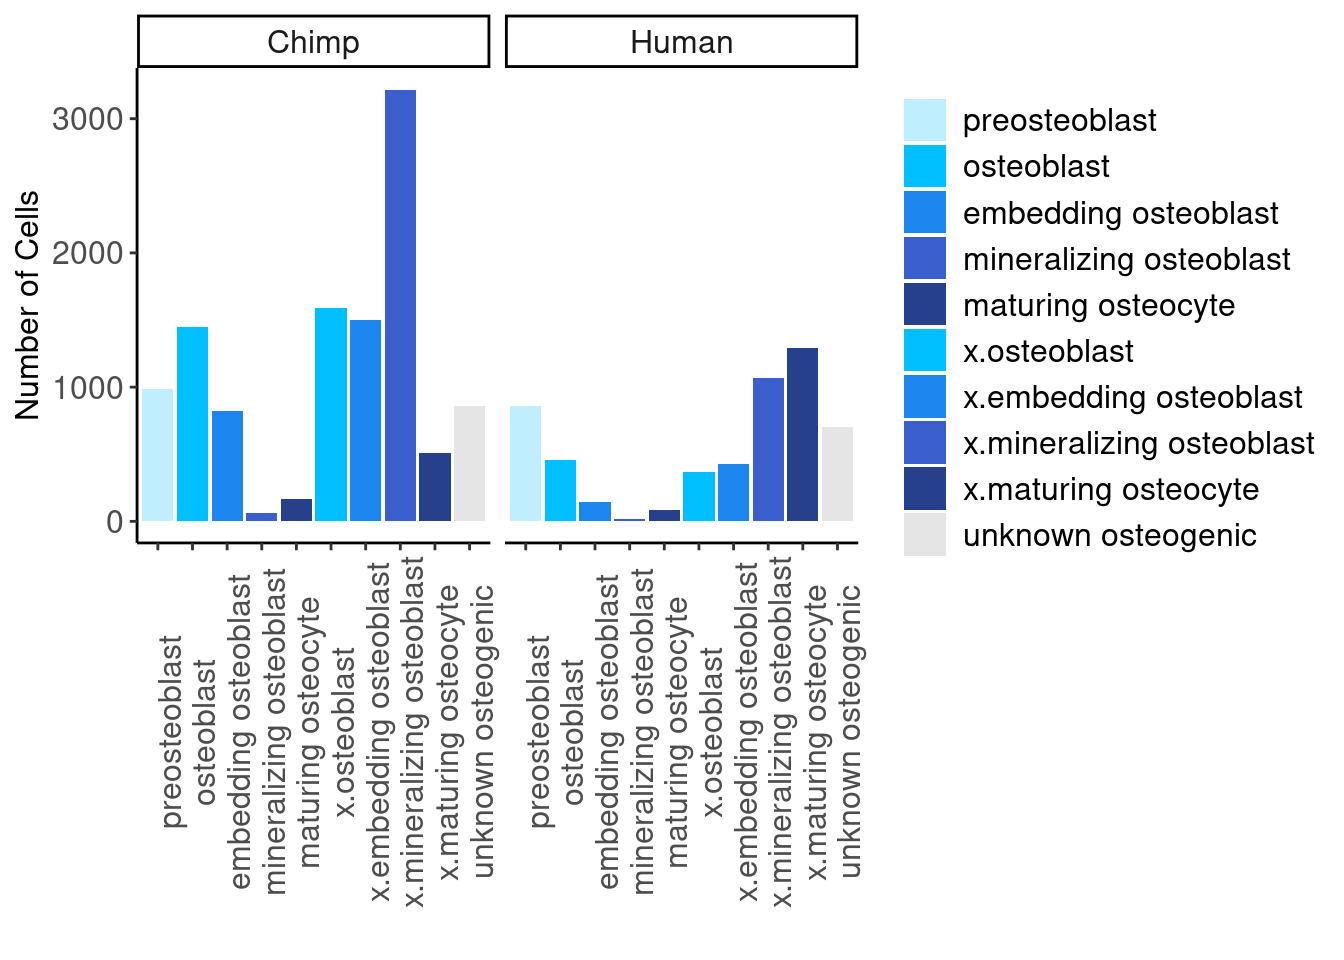 Chimp
Human
Number of Cells
3000
2000
1000
0
preosteoblast
osteoblast
embedding osteoblast
mineralizing osteoblast
maturing osteocyte
x.osteoblast
x.embedding osteoblast
x.mineralizing osteoblast
x.maturing osteocyte
unknown osteogenic
preosteoblast
osteoblast
embedding osteoblast
mineralizing osteoblast
maturing osteocyte
x.osteoblast
x.embedding osteoblast
x.mineralizing osteoblast
x.maturing osteocyte
unknown osteogenic
preosteoblast
osteoblast
embedding osteoblast
mineralizing osteoblast
maturing osteocyte
x.osteoblast
x.embedding osteoblast
x.mineralizing osteoblast
x.maturing osteocyte
unknown osteogenic